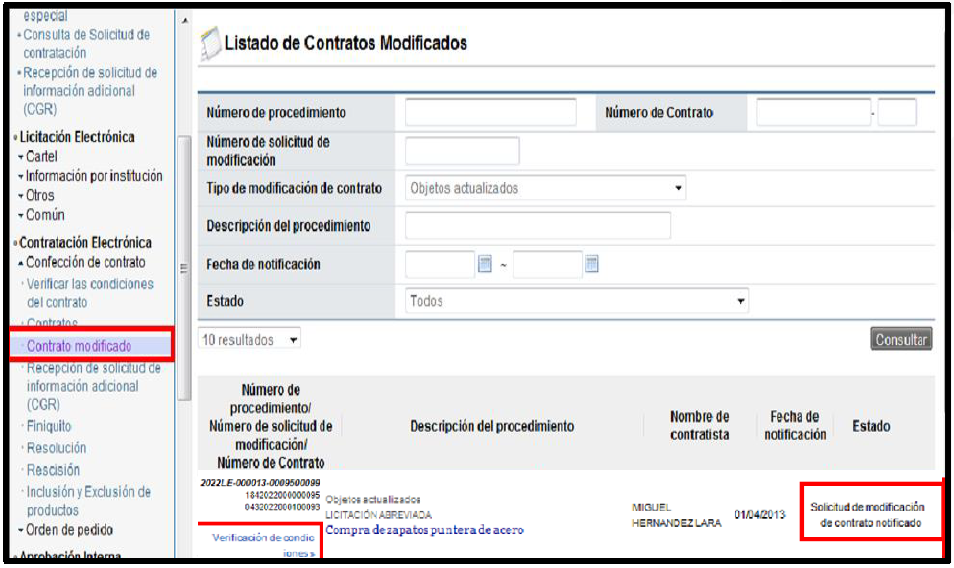 especial
Consulta de Solicitud de
contratación
Recepción de solicitud de
información adicional
(CGR)
Licitación Electrónica
Cartel
Información por institución
Otros
Común
Contratación Electrónica
Confección de contrato
Verificar las condiciones
del contrato
Contratos
Contrato modificado
Recepción de solicitud de
información adicional
(CGR)
Finiquito
Resolución
Rescisión
Inclusión y Exclusión de
productos
Orden de pedido
Aprobación Interna
Listado de Contratos Modificados
Número de procedimiento
Número de Contrato
-
Número de solicitud de
modificación
Tipo de modificación de contrato
Objetos actualizados
Descripción del procedimiento
Fecha de notificación
~
Estado
Todos
10 resultados
Consultar
Número de
procedimiento/
Número de solicitud de
modificación/
Número de Contrato
Descripción del procedimiento
Nombre de
contratista
Fecha de
notificación
Estado
2022LE-000013-0009500099
1842022000000095
0432022000100093
Verificación de condic
iones »
Objetos actualizados
LICITACIÓN ABREVIADA
Compra de zapatos puntera de acero
MIGUEL
HERNANDEZ LARA
01/04/2013
Solicitud de modificación
de contrato notificado